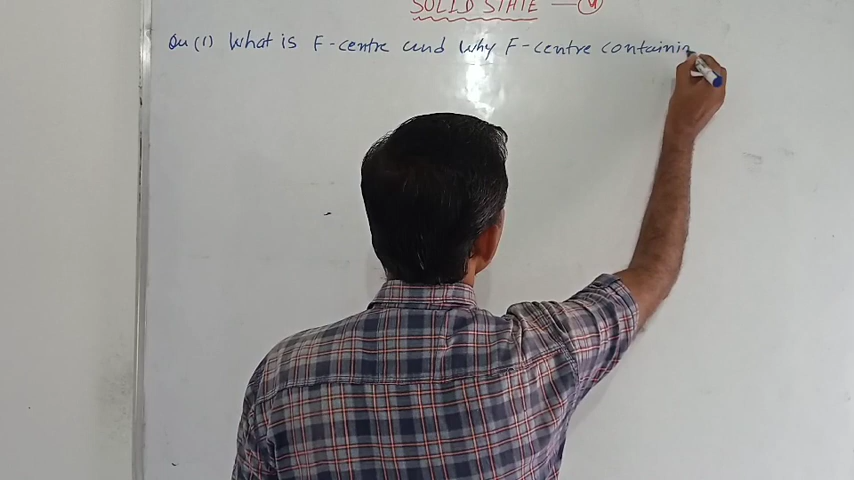 SOLID STATE —
Qu (1) What is F-centre and why F-centre containin